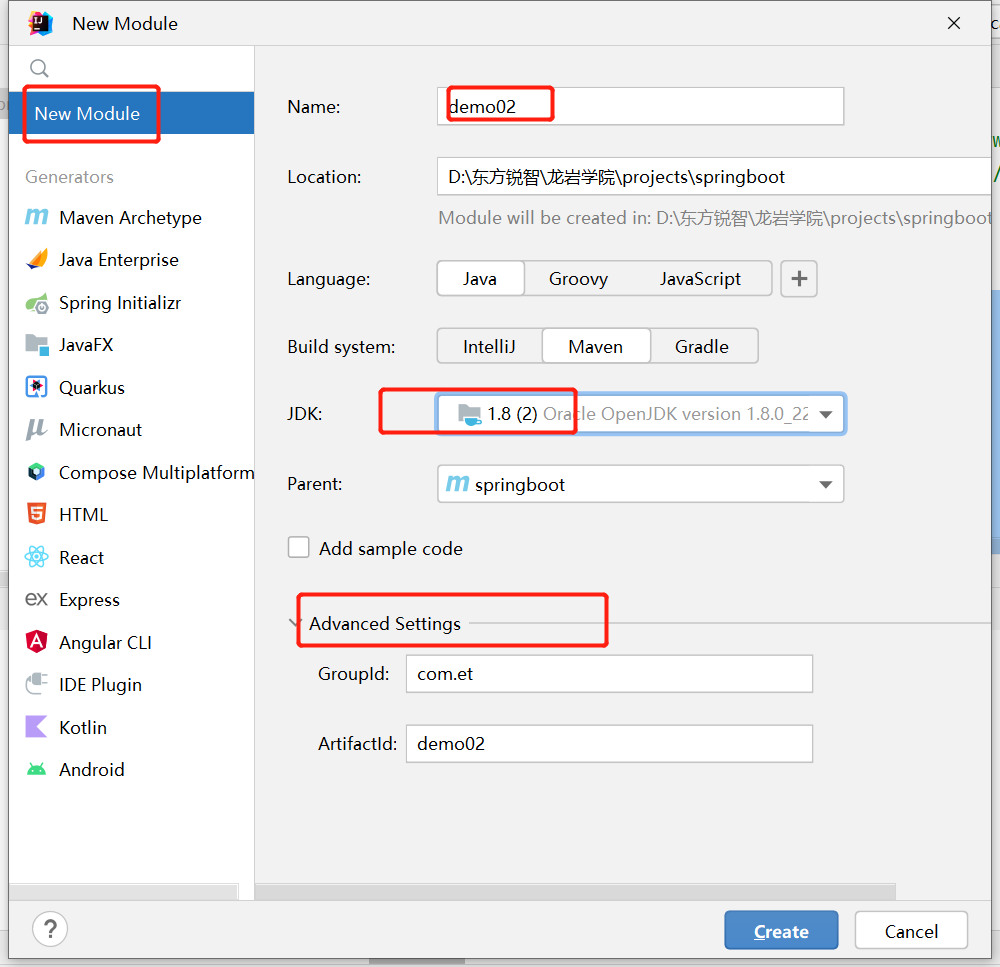 New Module
New Module
Generators
Maven Archetype
Java Enterprise
Spring Initializr
JavaFX
Quarkus
Micronaut
Compose Multiplatform
HTML
React
Express
Angular CLI
IDE Plugin
Kotlin
Android
Name: demo02
Location: D:\东方锐智\龙岩学院\projects\springboot
Module will be created in: D:\东方锐智\龙岩学院\projects\springboot
Language: Java Groovy JavaScript +
Build system: IntelliJ Maven Gradle
JDK: 1.8 (2) Oracle OpenJDK version 1.8.0_22
Parent: springboot
Add sample code
Advanced Settings
GroupId: com.et
ArtifactId: demo02
? Create Cancel